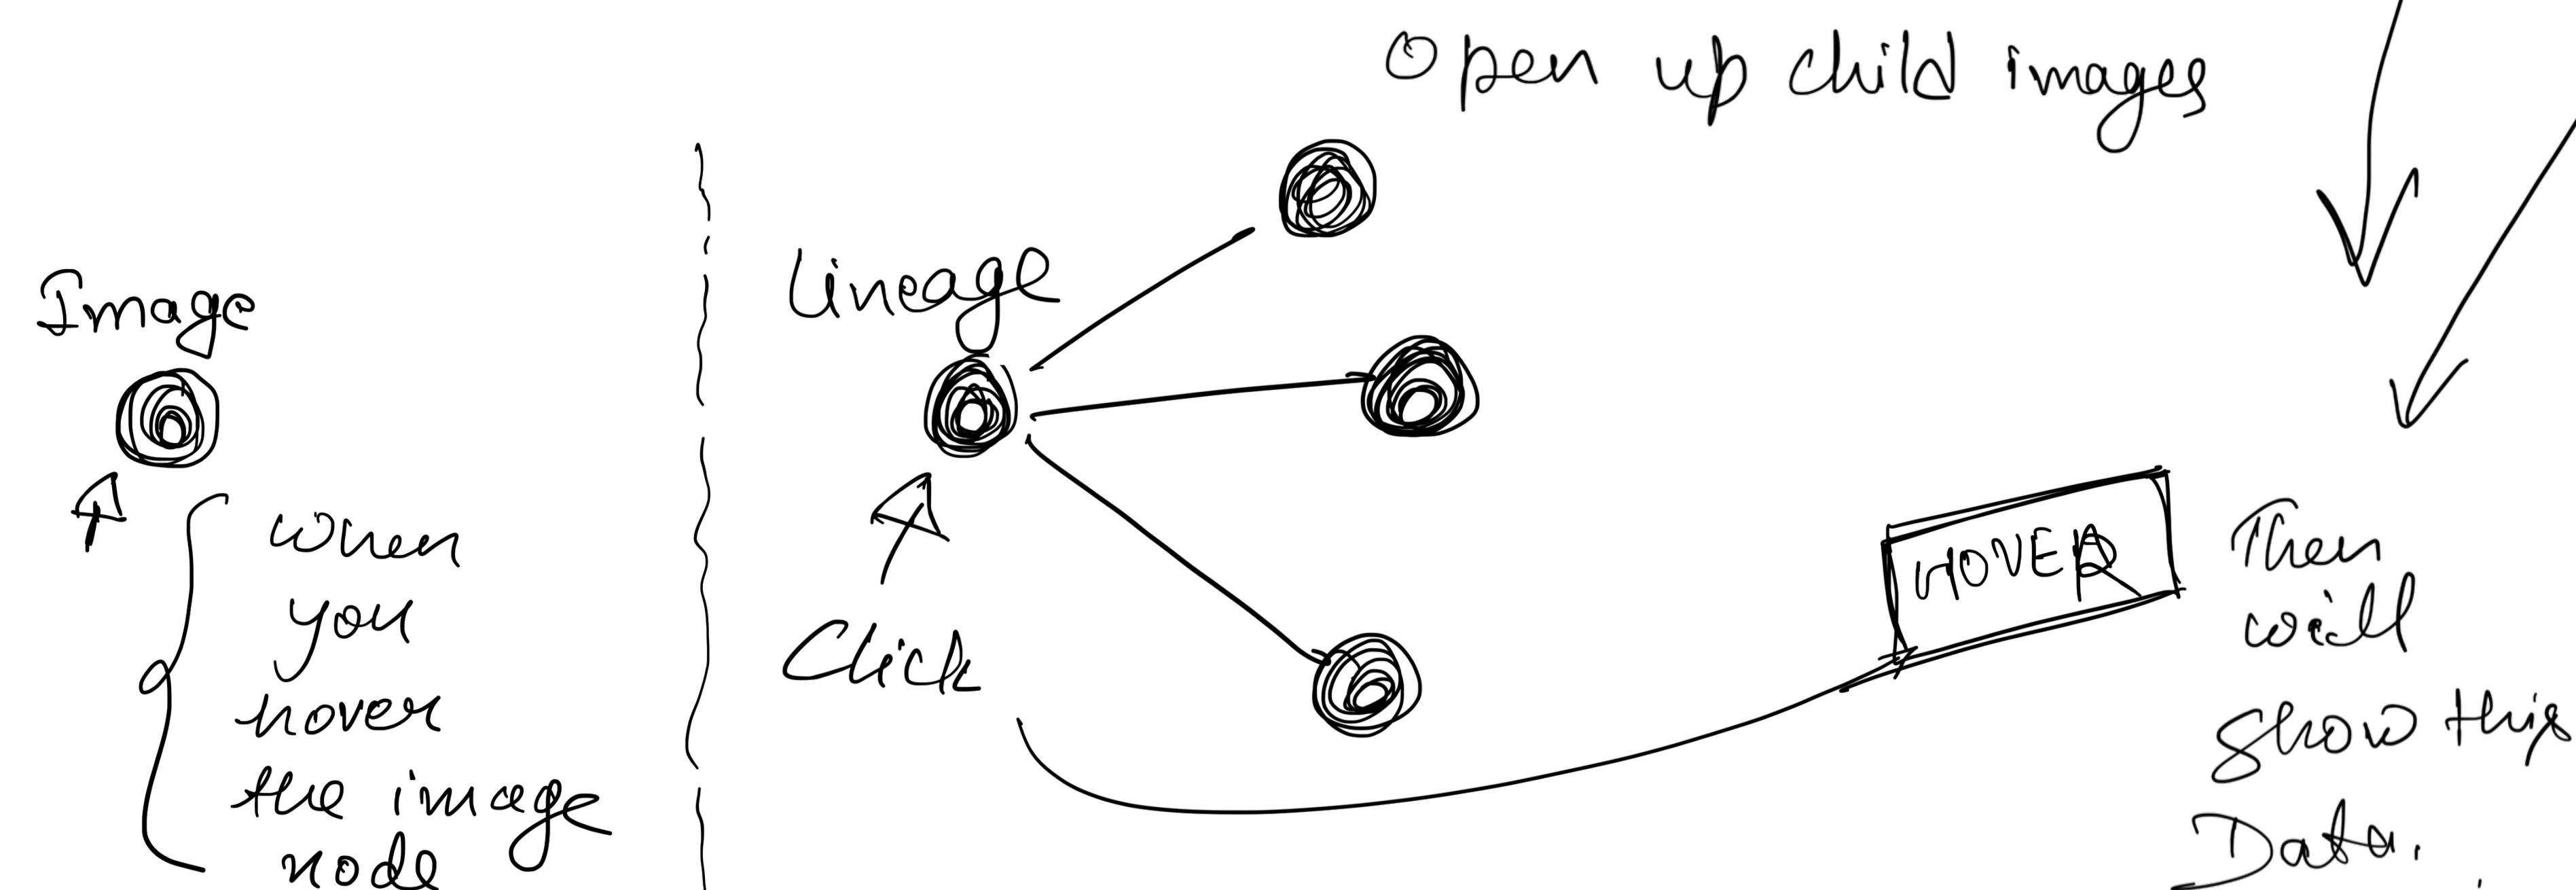 Open up child images
Image
when
you
hover
the image
node
Lineage
Click
HOVER
Then
will
show this
Data.